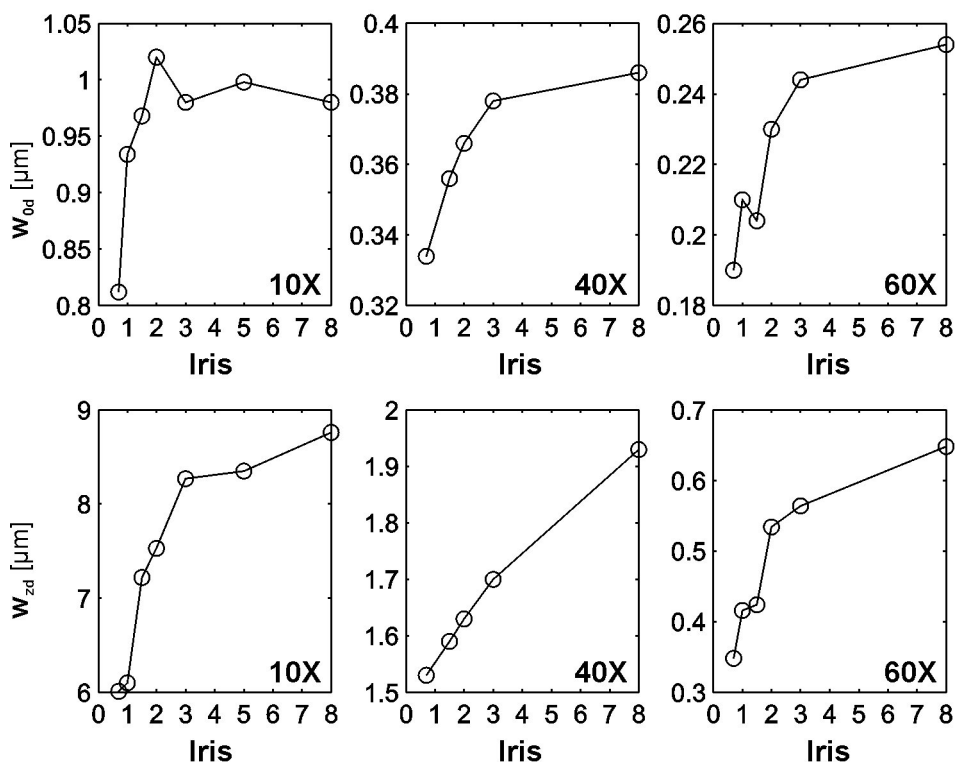 1.05
1
0.95
0.9
0.85
0.8
w0d [µm]
0 1 2 3 4 5 6 7 8
Iris
10X
0.4
0.38
0.36
0.34
0.32
0 1 2 3 4 5 6 7 8
Iris
40X
0.26
0.24
0.22
0.2
0.18
0 1 2 3 4 5 6 7 8
Iris
60X
9
8
7
6
wzd [µm]
0 1 2 3 4 5 6 7 8
Iris
10X
2
1.9
1.8
1.7
1.6
1.5
0 1 2 3 4 5 6 7 8
Iris
40X
0.7
0.6
0.5
0.4
0.3
0 1 2 3 4 5 6 7 8
Iris
60X